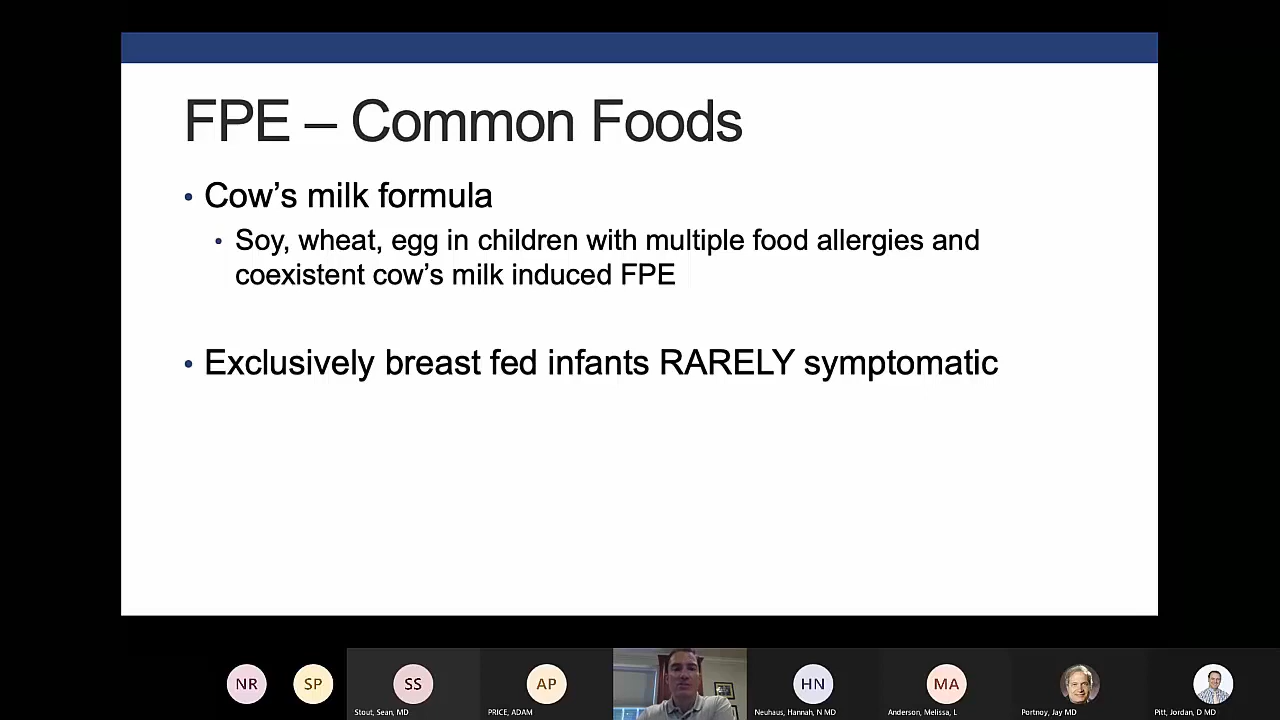 FPE – Common Foods
• Cow's milk formula
• Soy, wheat, egg in children with multiple food allergies and
coexistent cow's milk induced FPE
• Exclusively breast fed infants RARELY symptomatic
NR
SP
SS
AP
HN
MA
Stout, Sean, MD
PRICE, ADAM
Neuhaus, Hannah, N MD
Anderson, Melissa, L
Portnoy, Jay MD
Pitt, Jordan, D MD